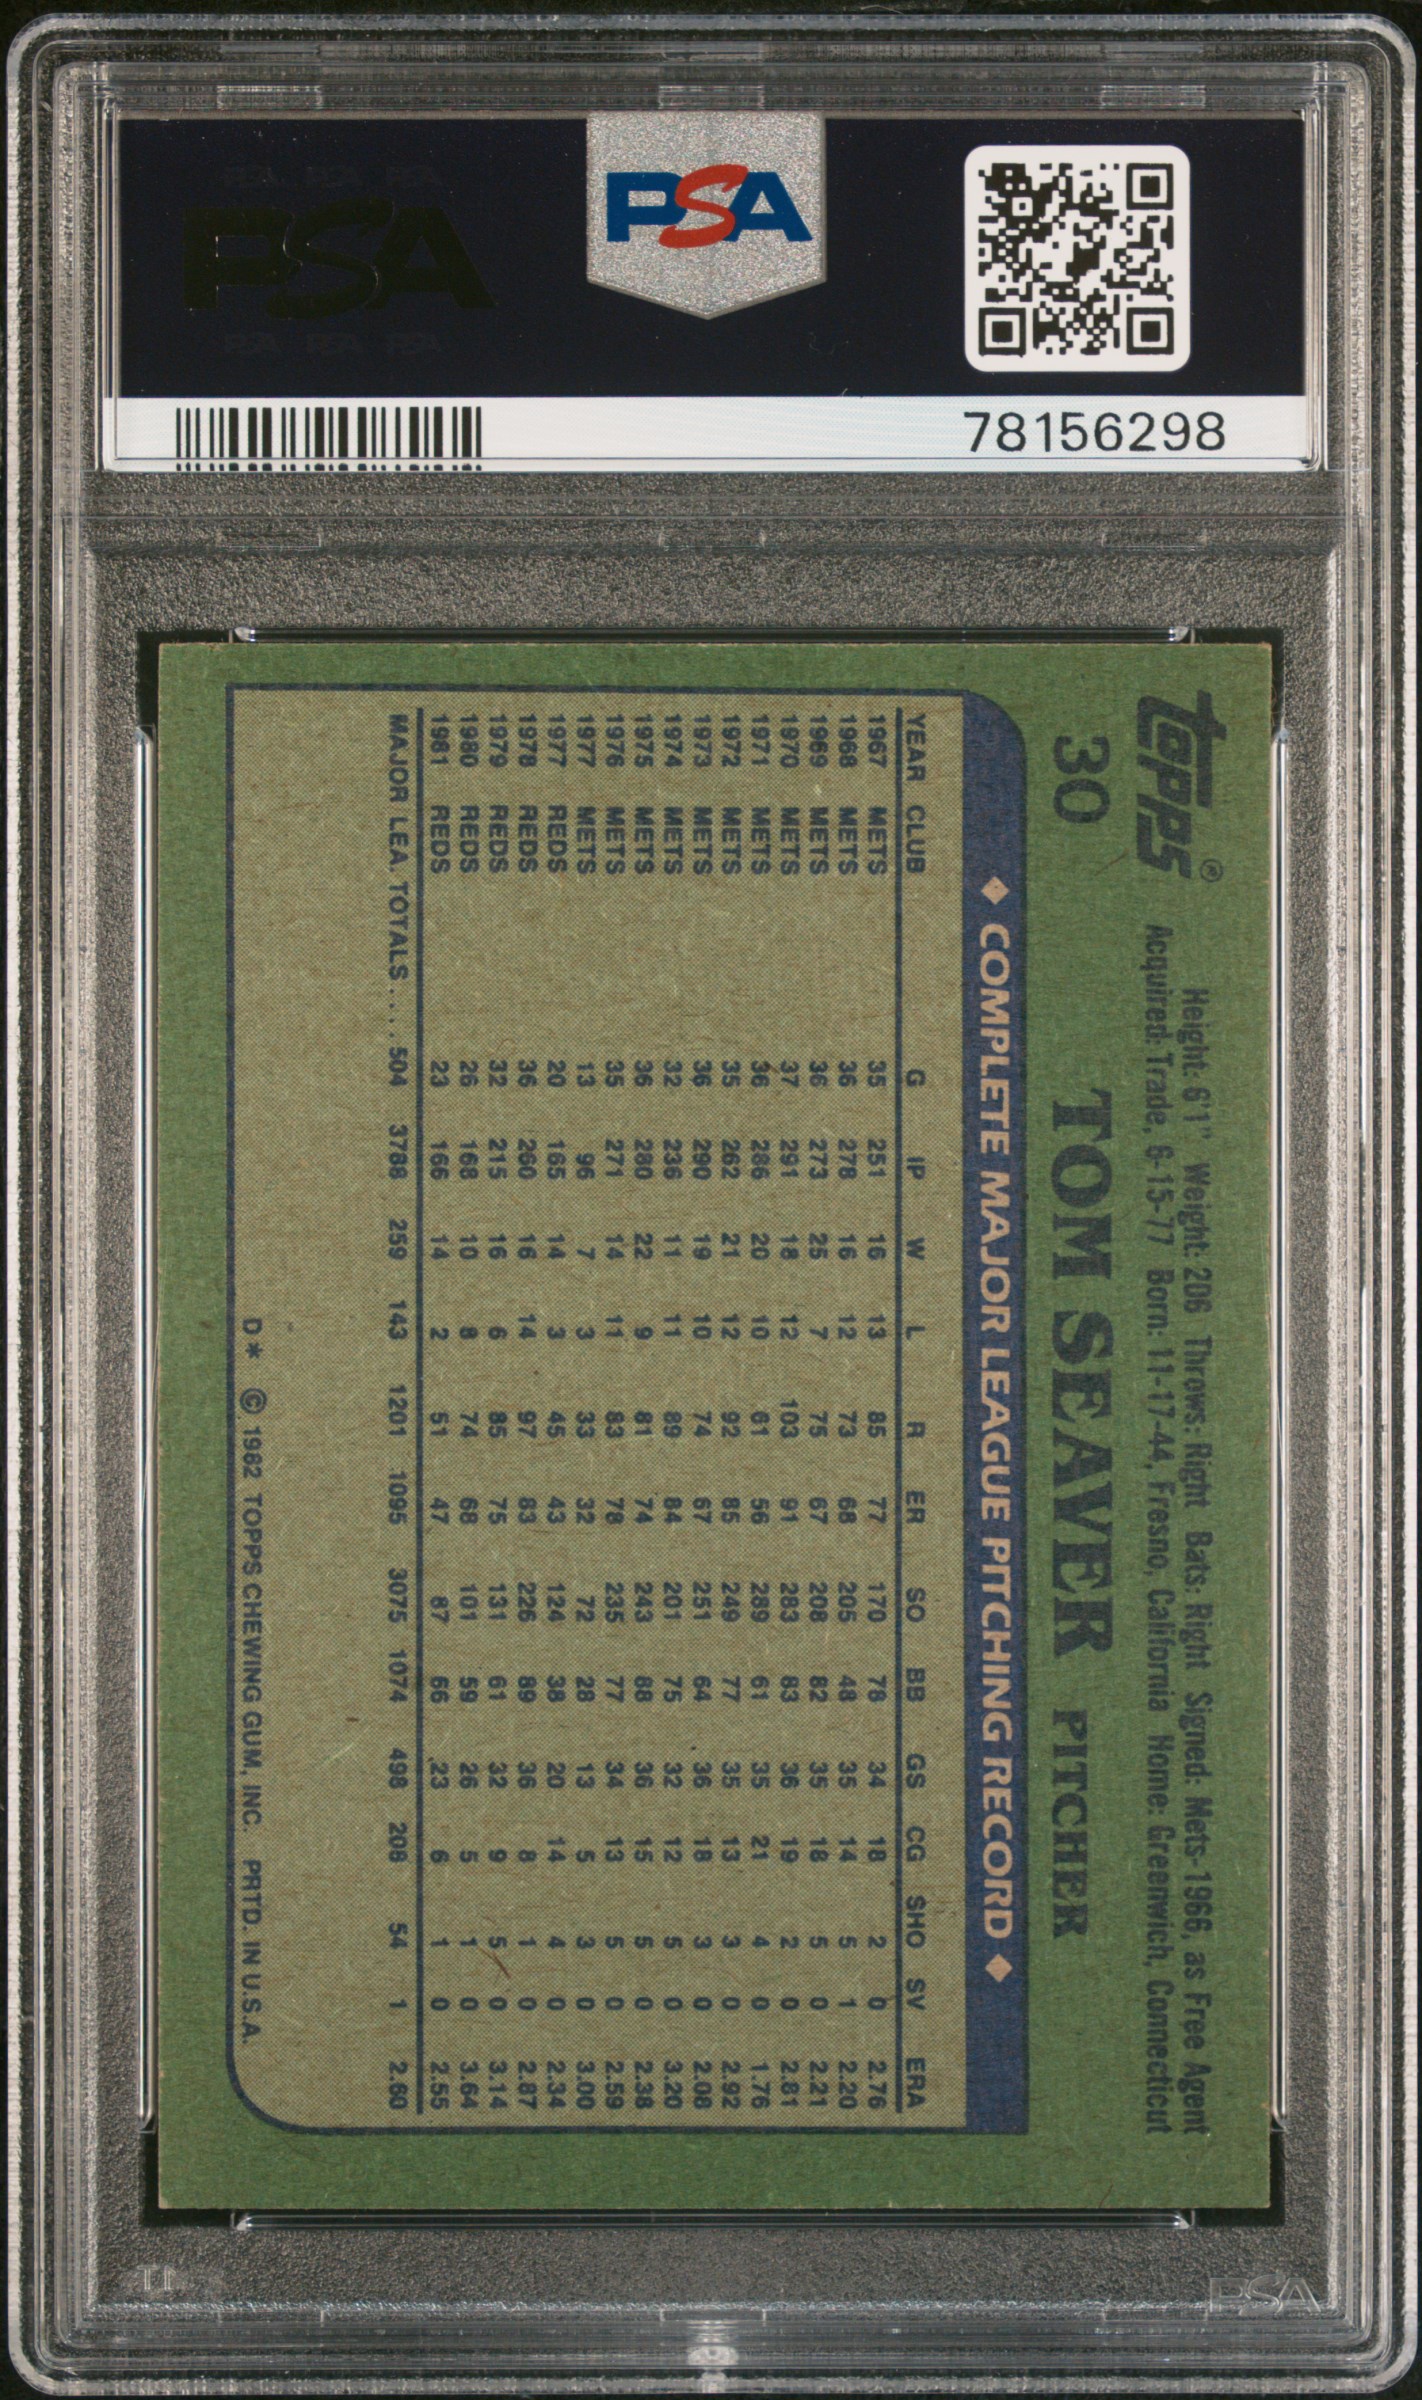 PSA
PSA
78156298
topps®
Height: 6'1" Weight: 206 Throws: Right Bats: Right Signed: Mets-1966, as Free Agent
Acquired: Trade, 6-15-77 Born: 11-17-44, Fresno, California Home: Greenwich, Connecticut
30 TOM SEAVER PITCHER
◆ COMPLETE MAJOR LEAGUE PITCHING RECORD ◆
YEAR CLUB G IP W L R ER SO BB GS CG SHO SV ERA
1967 METS 35 251 16 13 85 77 170 78 34 18 2 0 2.76
1968 METS 36 278 16 12 73 68 205 48 35 14 5 1 2.20
1969 METS 36 273 25 7 75 67 208 82 35 18 5 0 2.21
1970 METS 37 291 18 12 103 91 283 83 36 19 2 0 2.81
1971 METS 36 286 20 10 61 56 289 61 35 21 4 0 1.76
1972 METS 35 262 21 12 92 85 249 77 35 13 3 0 2.92
1973 METS 36 290 19 10 74 67 251 64 36 18 3 0 2.08
1974 METS 32 236 11 11 89 84 201 75 32 12 5 0 3.20
1975 METS 36 280 22 9 81 74 243 88 36 15 5 0 2.38
1976 METS 35 271 14 11 83 78 235 77 34 13 5 0 2.59
1977 METS 13 96 7 3 33 32 72 28 13 5 3 0 3.00
1977 REDS 20 165 14 3 45 43 124 38 20 14 4 0 2.34
1978 REDS 36 260 16 14 97 83 226 89 36 8 1 0 2.87
1979 REDS 32 215 16 6 85 75 131 61 32 9 5 0 3.14
1980 REDS 26 168 10 8 74 68 101 59 26 5 1 0 3.64
1981 REDS 23 166 14 2 51 47 87 66 23 6 1 0 2.55
MAJOR LEA. TOTALS..... 504 3788 259 143 1201 1095 3075 1074 498 208 54 1 2.60
D* © 1982 TOPPS CHEWING GUM, INC. PRTD. IN U.S.A.
PSA